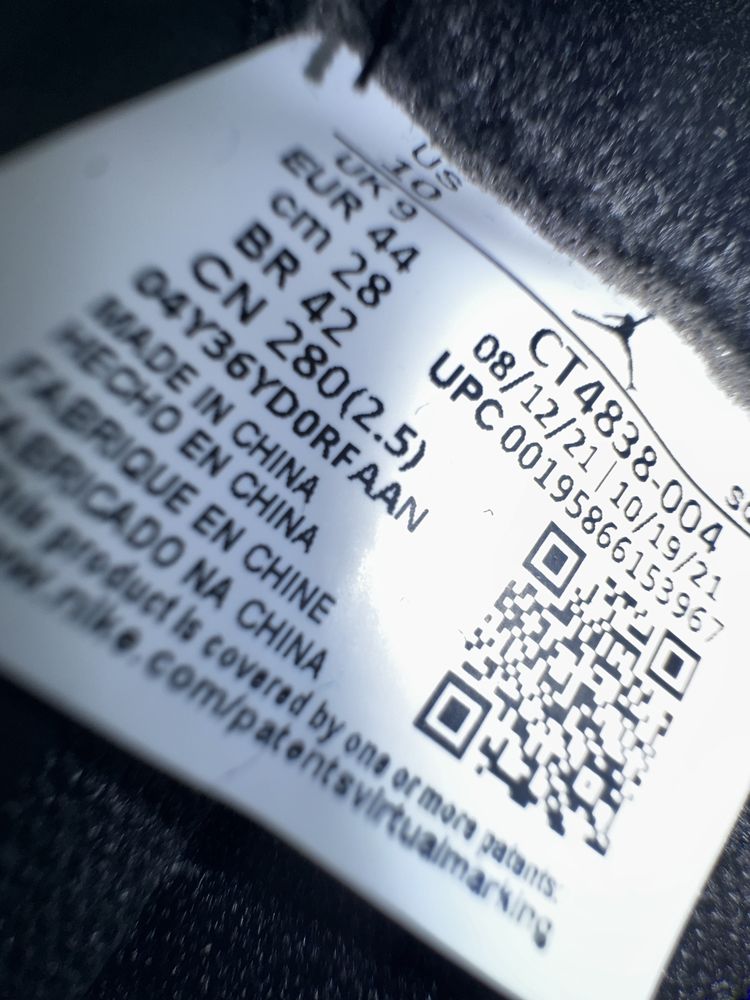 US
10
UK 9
EUR 44
cm 28
BR 42
CN 280(2.5)
04Y36YD0RFAAN
MADE IN CHINA
HECHO EN CHINA
FABRIQUE EN CHINE
FABRICADO NA CHINA
This product is covered by one or more patents:
www.nike.com/patentsvirtualmarking
CT4838-004
08/12/21 | 10/19/21
UPC 00195866153967